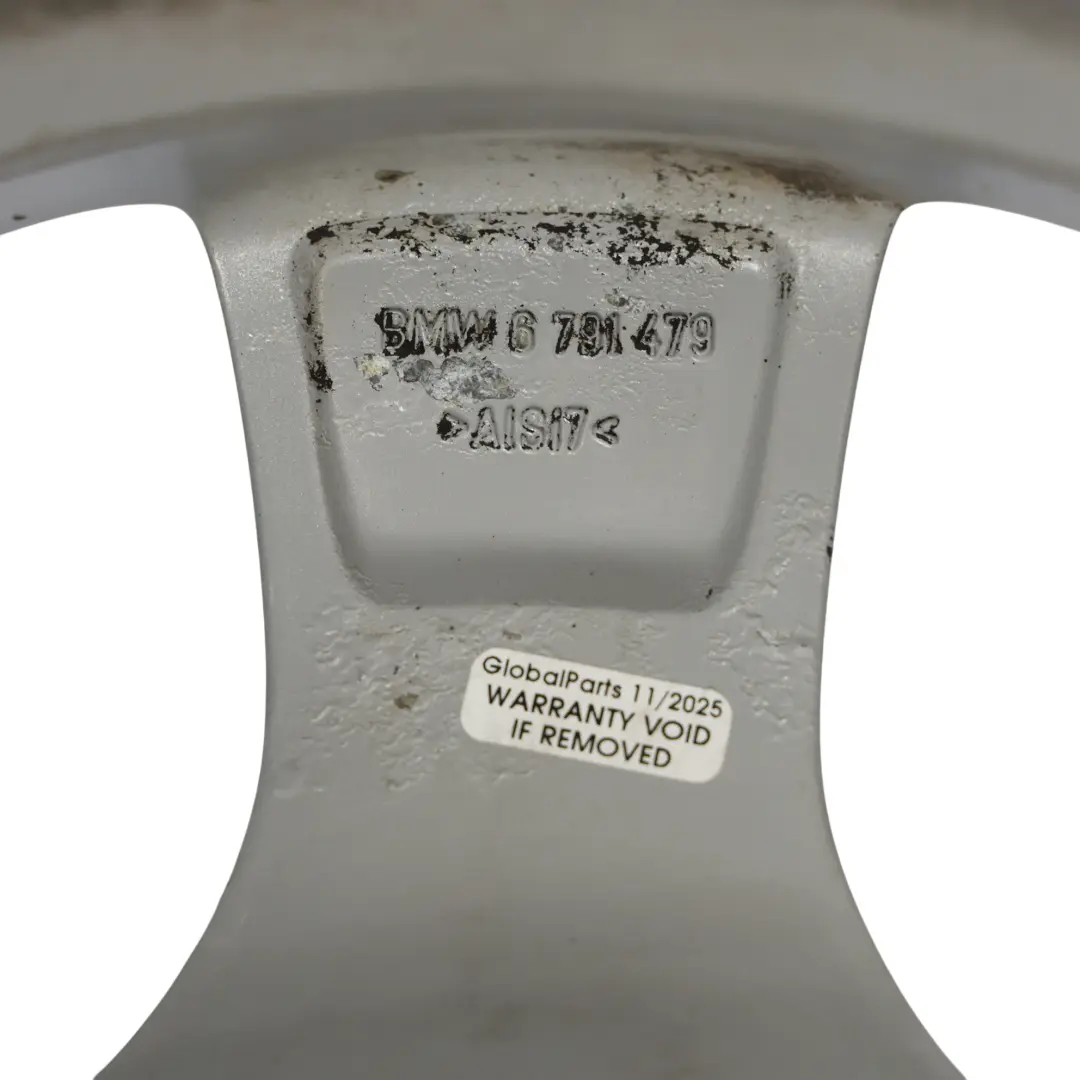 BMW 6 791 479
>AlSi7<
GlobalParts 11/2025
WARRANTY VOID
IF REMOVED